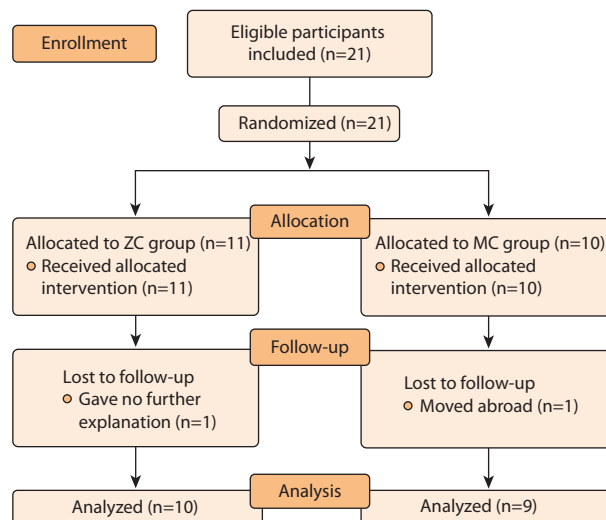 Enrollment
Eligible participants
included (n=21)
Randomized (n=21)
Allocation
Allocated to ZC group (n=11)
Received allocated
intervention (n=11)
Allocated to MC group (n=10)
Received allocated
intervention (n=10)
Follow-up
Lost to follow-up
Gave no further
explanation (n=1)
Lost to follow-up
Moved abroad (n=1)
Analysis
Analyzed (n=10)
Analyzed (n=9)